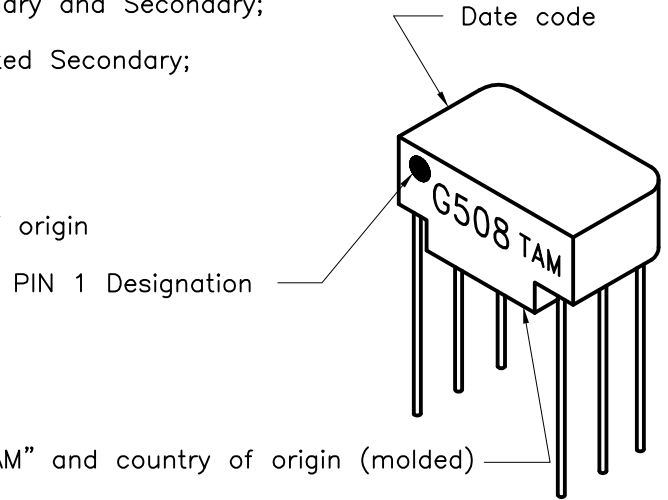 ary and Secondary;
Date code
ed Secondary;
origin
G508 TAM
PIN 1 Designation
AM” and country of origin (molded)